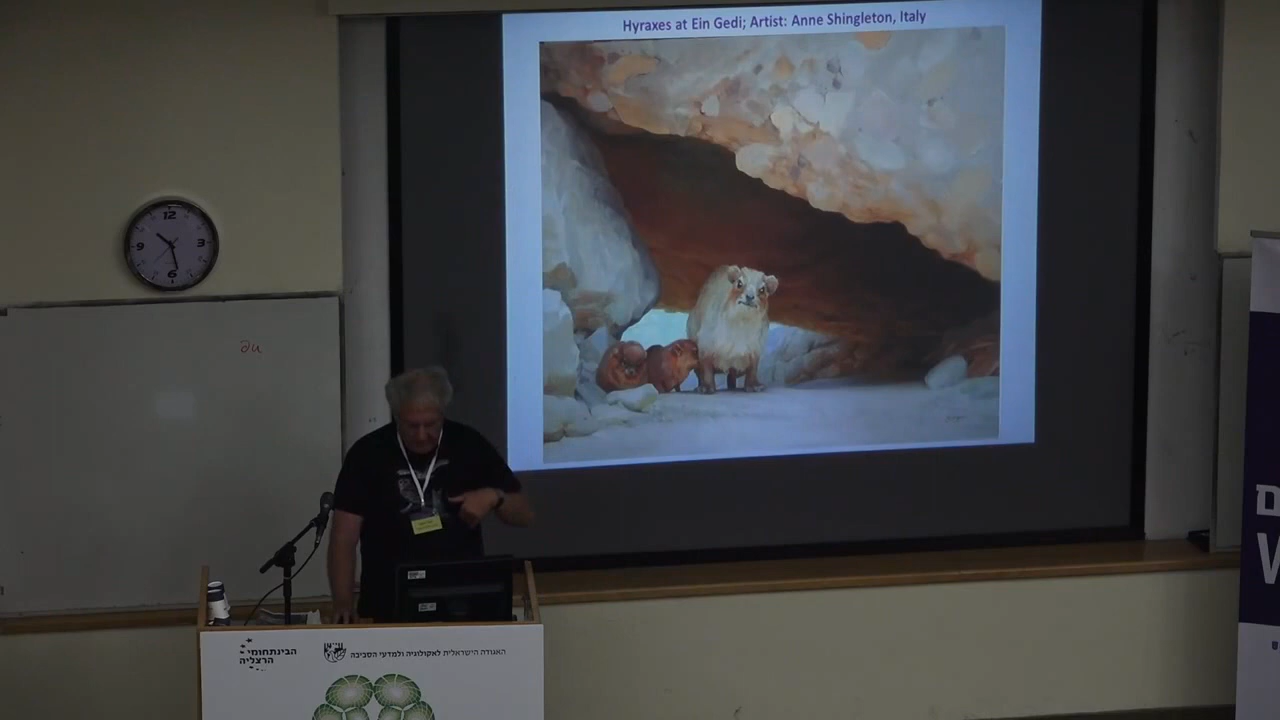 Hyraxes at Ein Gedi; Artist: Anne Shingleton, Italy
12
3
6
9
הבינתחומי
הרצליה
האגודה הישראלית לאקולוגיה ולמדעי הסביבה